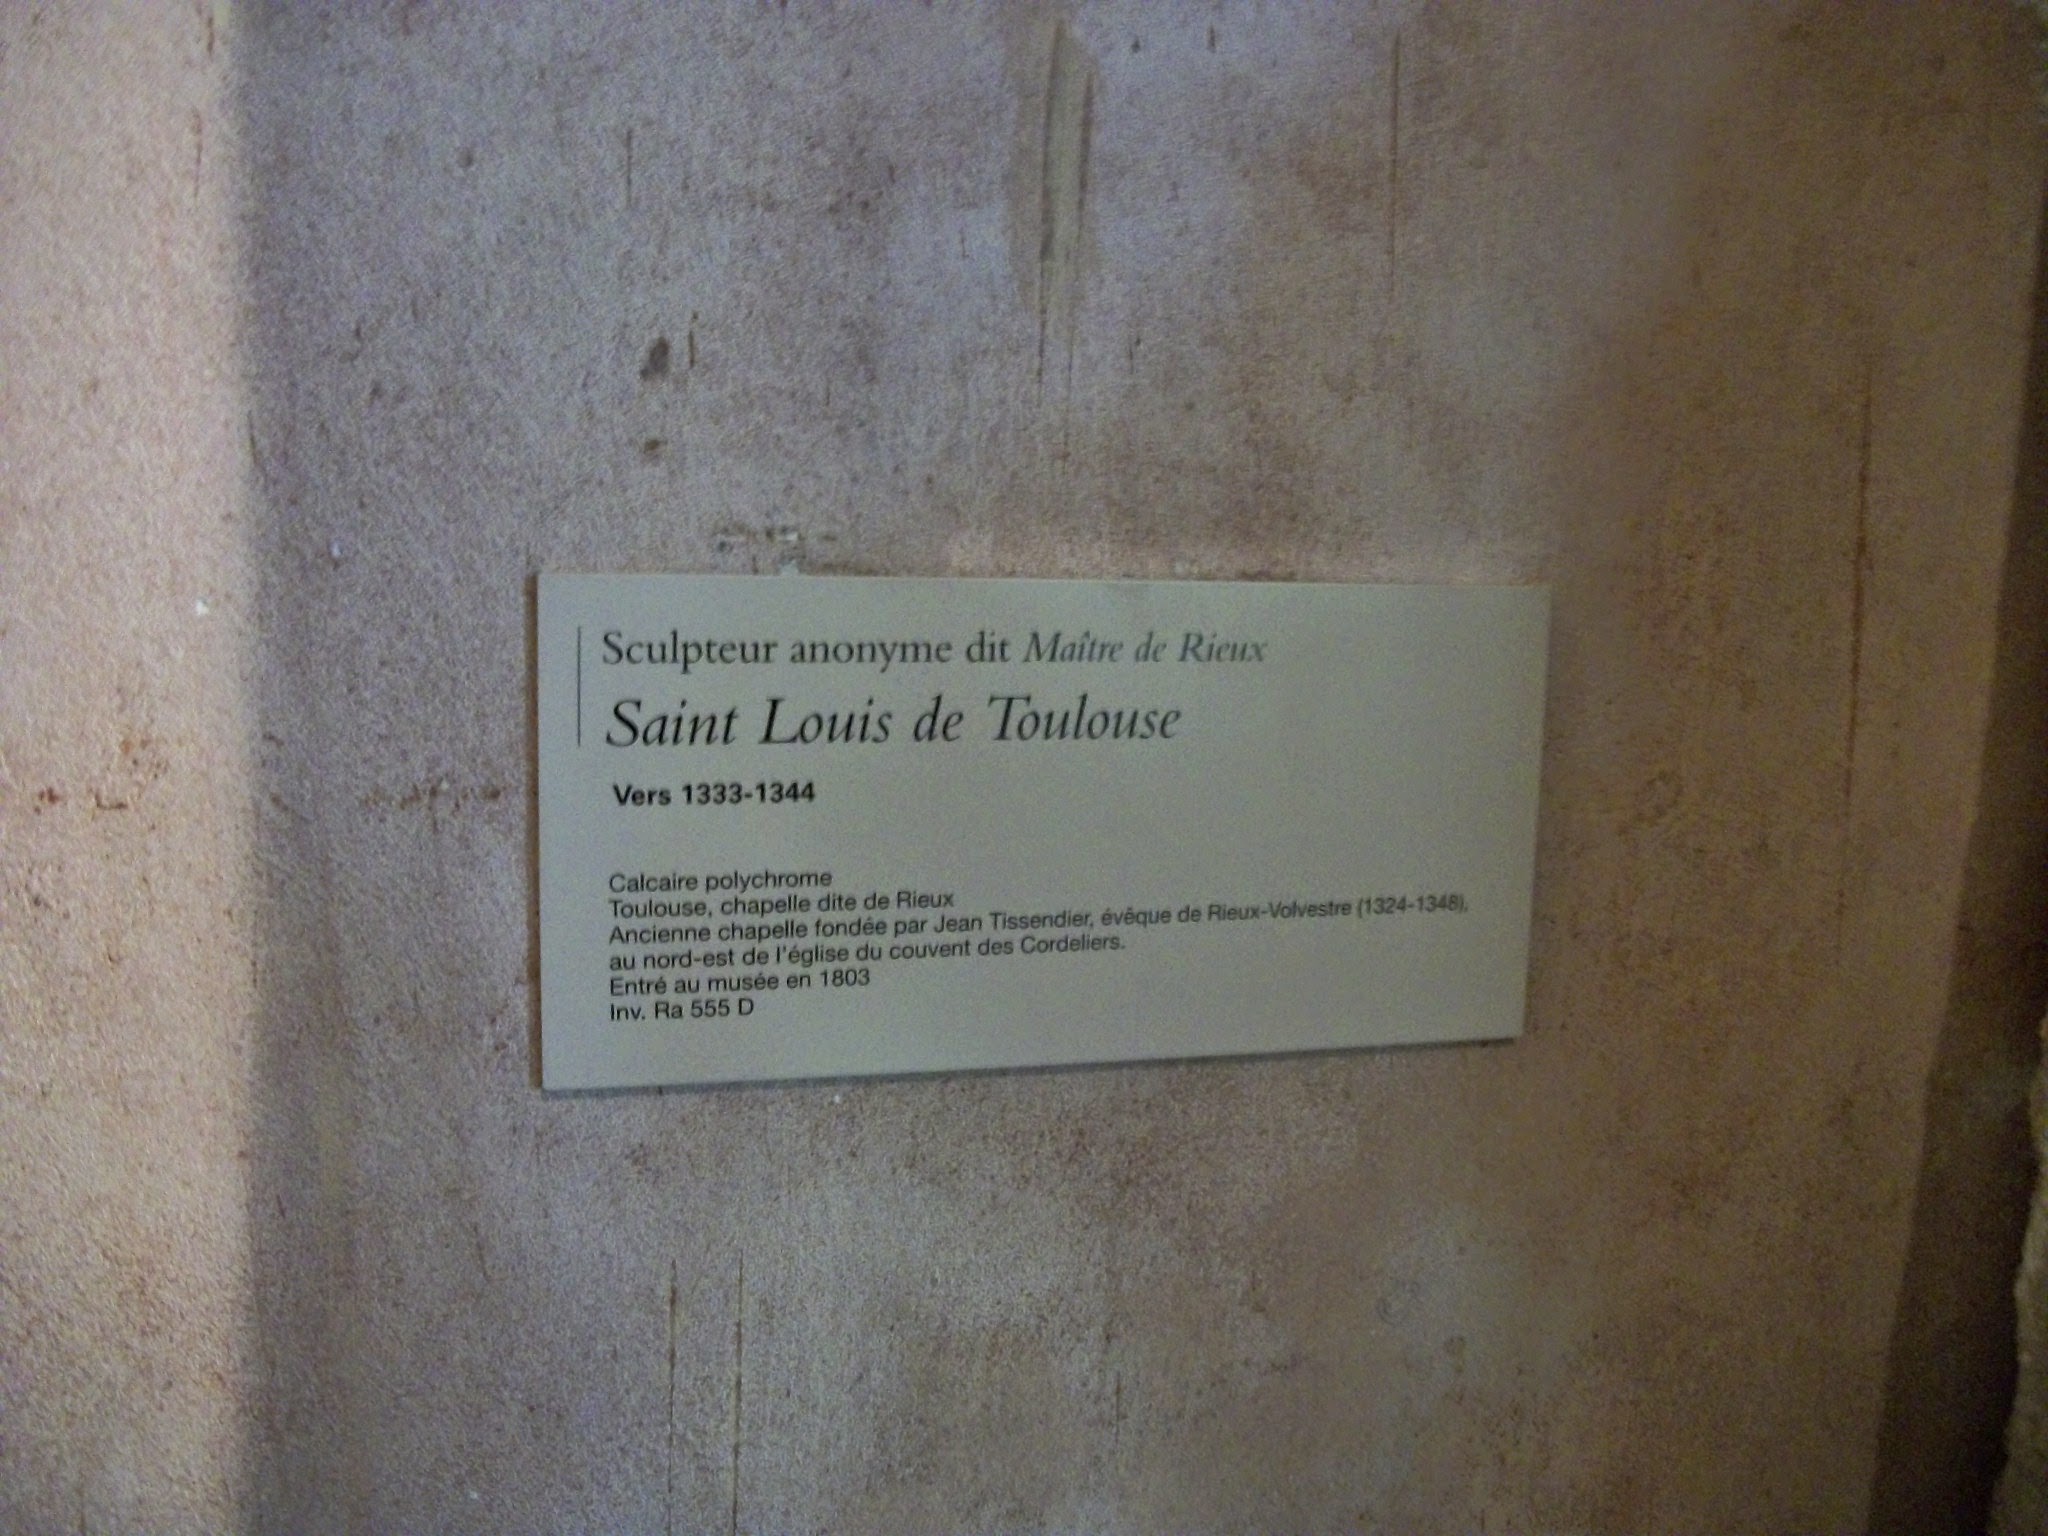 Sculpteur anonyme dit Maître de Rieux
Saint Louis de Toulouse
Vers 1333-1344
Calcaire polychrome
Toulouse, chapelle dite de Rieux
Ancienne chapelle fondée par Jean Tissendier, évêque de Rieux-Volvestre (1324-1348),
au nord-est de l'église du couvent des Cordeliers.
Entré au musée en 1803
Inv. Ra 555 D